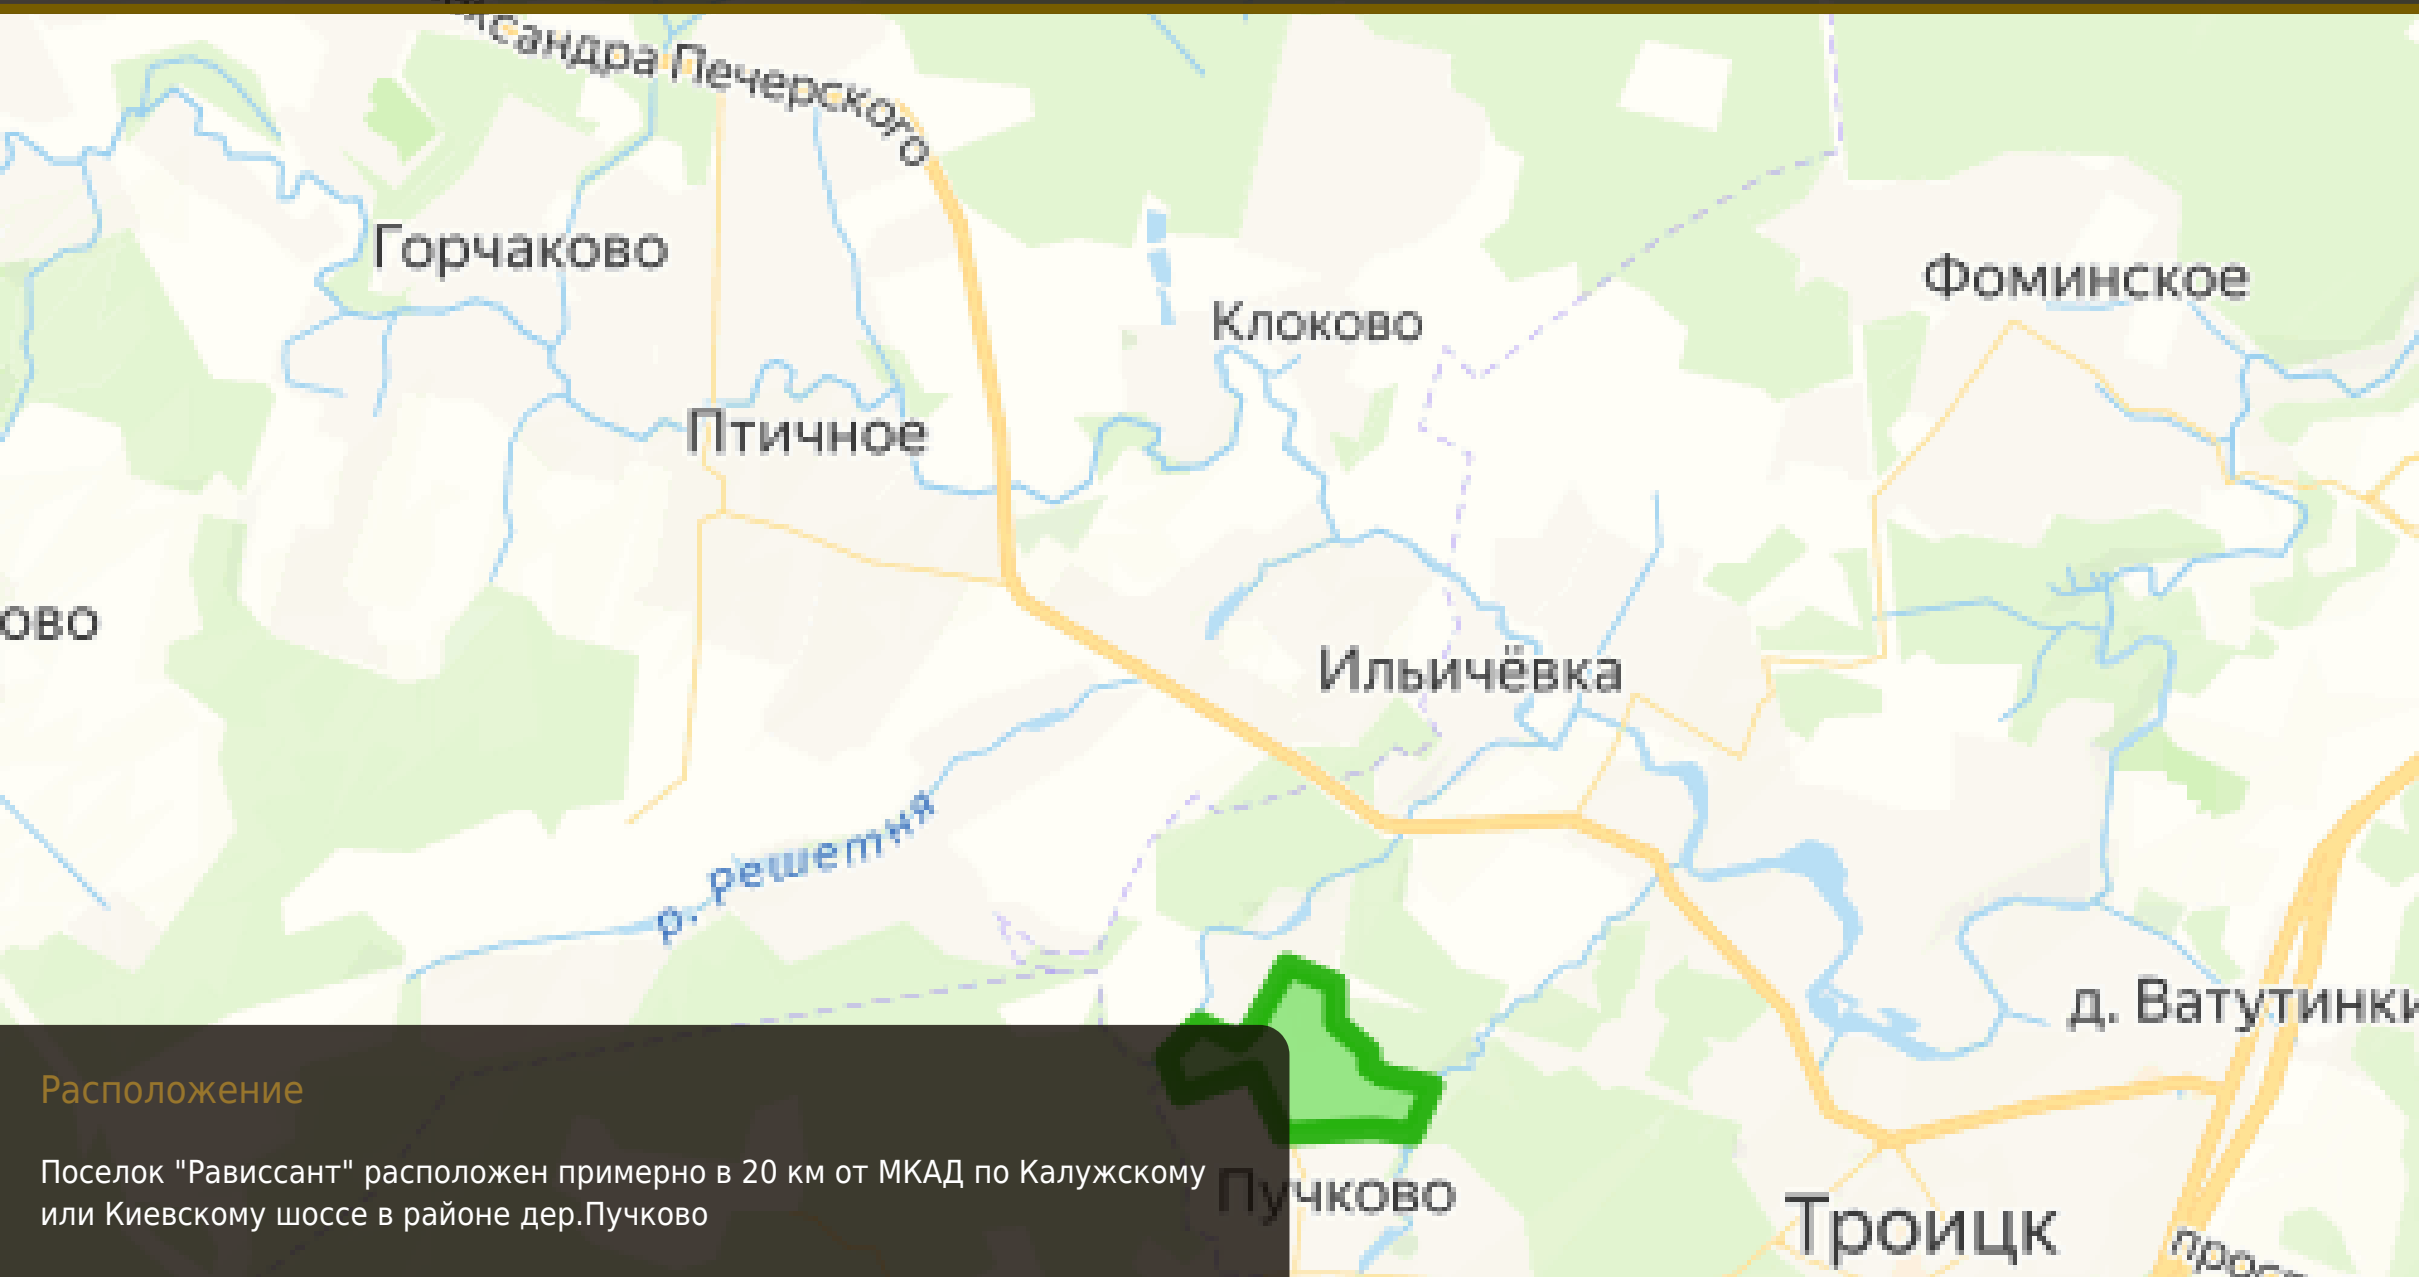 Печерского
Горчаково
Фоминское
Клоково
Птичное
Ильичёвка
р. решетня
д. Ватутинки
Пучково
Троицк
Расположение
Поселок "Рависсант" расположен примерно в 20 км от МКАД по Калужскому
или Киевскому шоссе в районе дер.Пучково